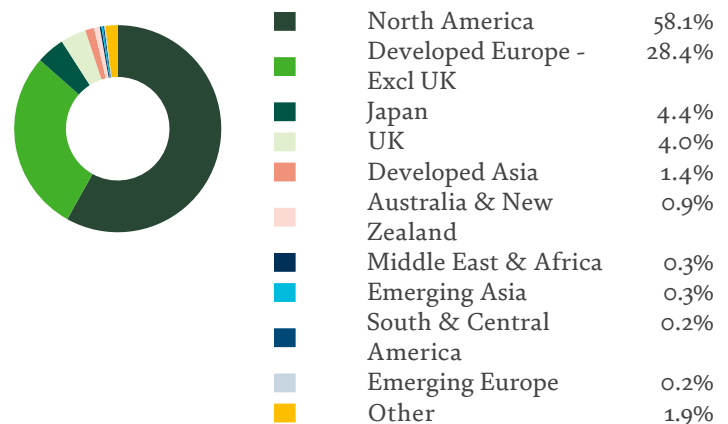 North America 58.1%
Developed Europe - 28.4%
Excl UK
Japan 4.4%
UK 4.0%
Developed Asia 1.4%
Australia & New 0.9%
Zealand
Middle East & Africa 0.3%
Emerging Asia 0.3%
South & Central 0.2%
America
Emerging Europe 0.2%
Other 1.9%